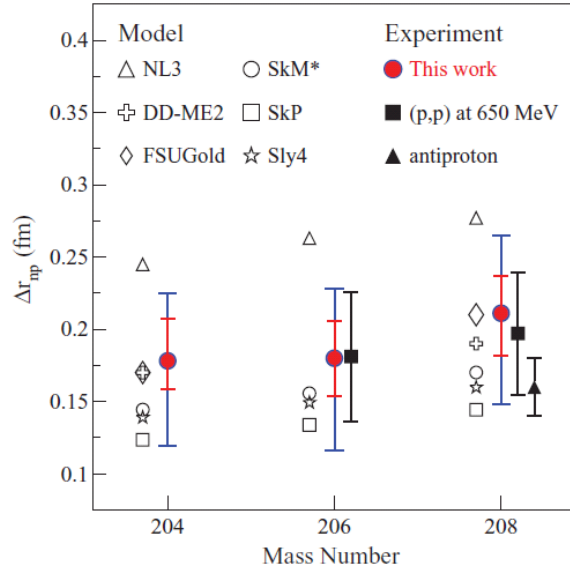 Model Experiment
NL3 SkM* This work
DD-ME2 SkP (p,p) at 650 MeV
FSUGold Sly4 antiproton
0.4
0.35
0.3
0.25
0.2
0.15
0.1
Δr_np (fm)
204 206 208
Mass Number